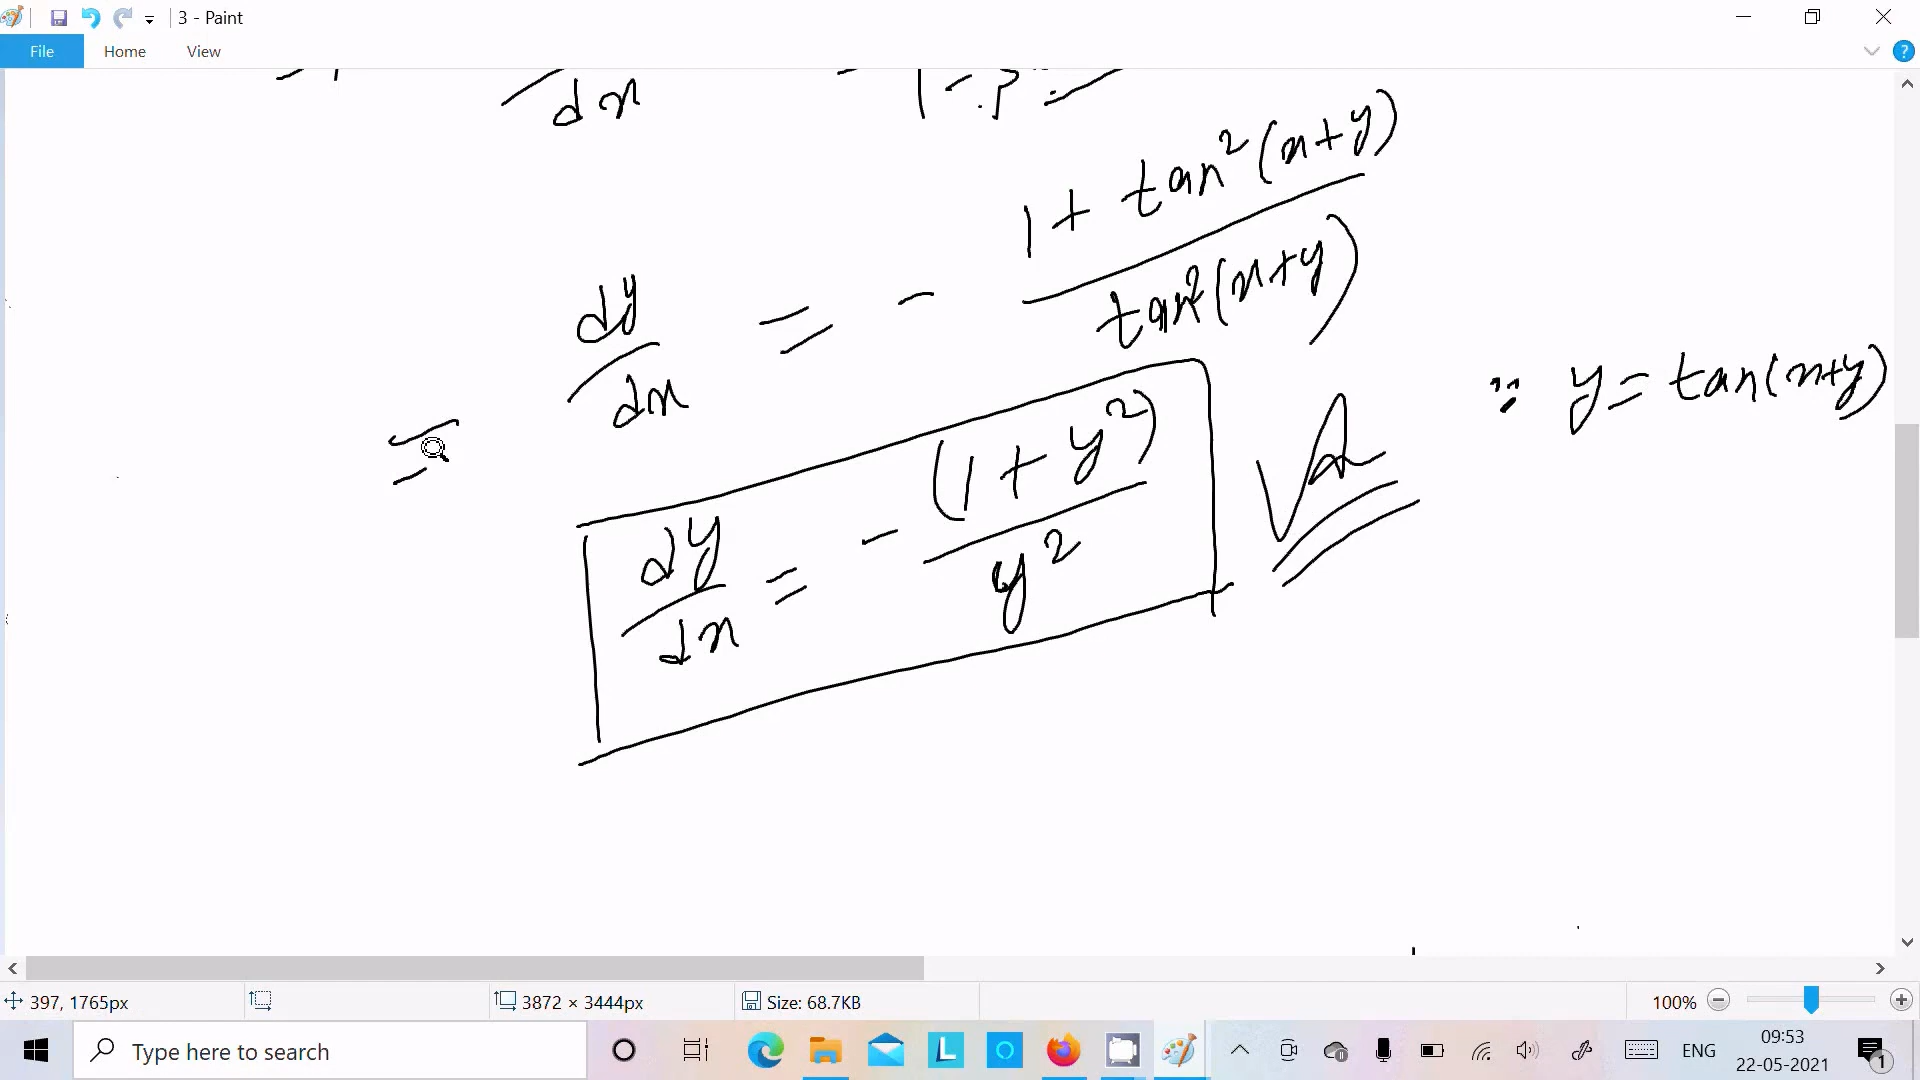 3 - Paint
File Home View
dx
dy/dx = - (1 + tan²(x+y))/(tan²(x+y))
∵ y = tan(x+y)
dy/dx = - (1 + y²)/y²
397, 1765px 3872 × 3444px Size: 68.7KB 100%
Type here to search
ENG
09:53
22-05-2021
1